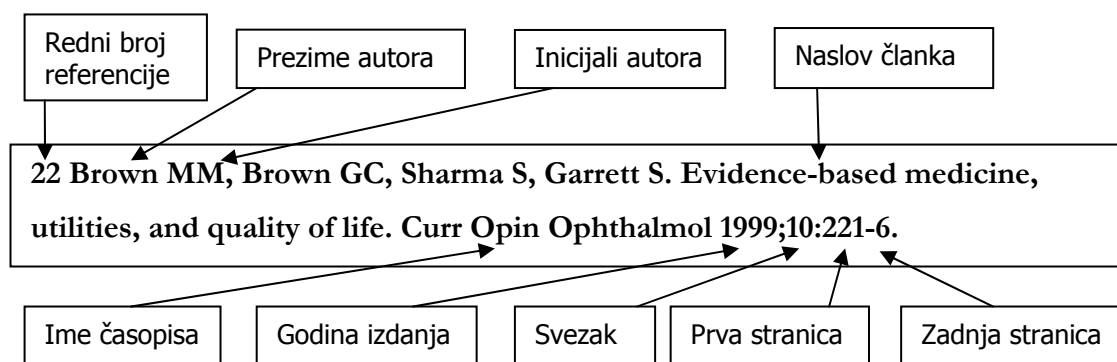 Redni broj
referencije
Prezime autora
Inicijali autora
Naslov članka
22 Brown MM, Brown GC, Sharma S, Garrett S. Evidence-based medicine,
utilities, and quality of life. Curr Opin Ophthalmol 1999;10:221-6.
Ime časopisa
Godina izdanja
Svezak
Prva stranica
Zadnja stranica